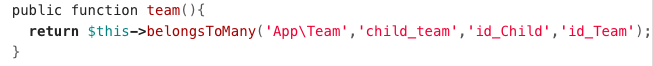 public function team(){
  return $this->belongsToMany('App\Team','child_team','id_Child','id_Team');
}